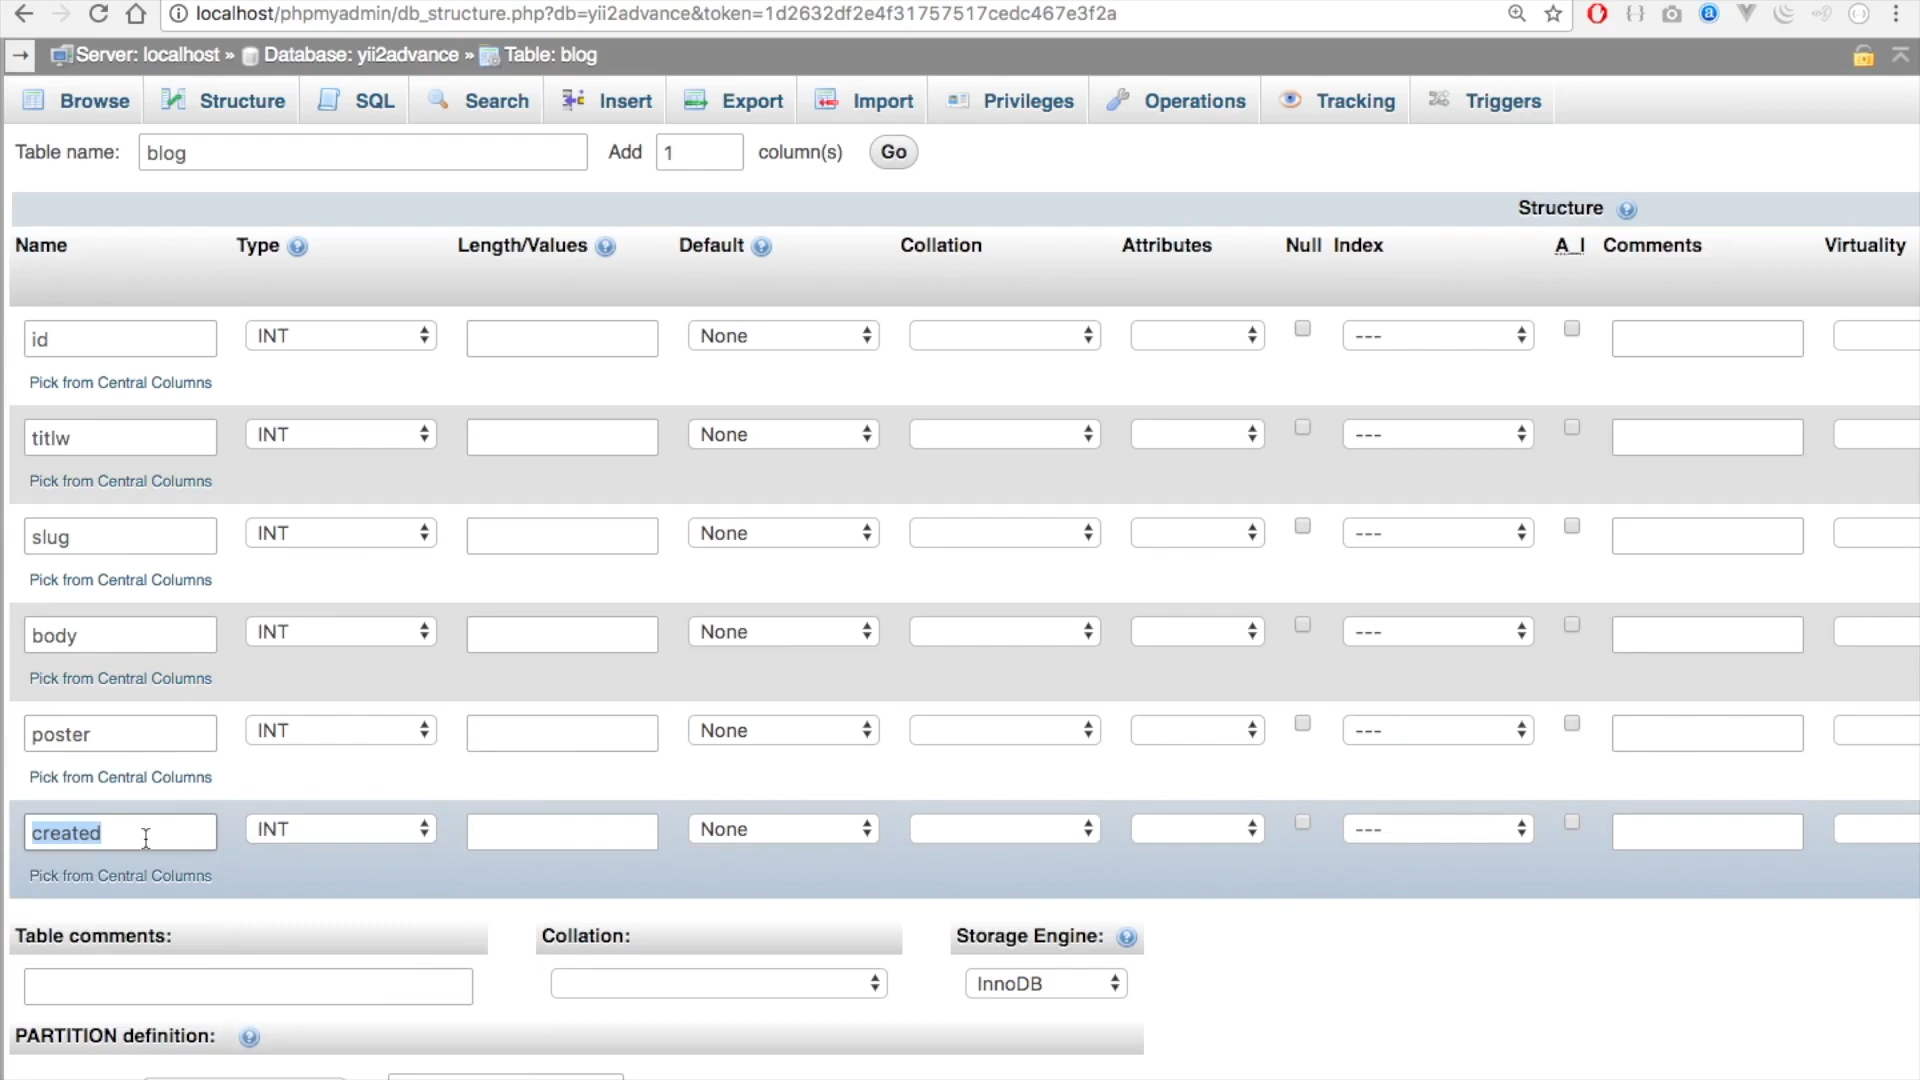 localhost/phpmyadmin/db_structure.php?db=yii2advance&token=1d2632df2e4f31757517cedc467e3f2a
Server: localhost » Database: yii2advance » Table: blog
Browse Structure SQL Search Insert Export Import Privileges Operations Tracking Triggers
Table name: blog Add 1 column(s) Go
Structure
Name Type Length/Values Default Collation Attributes Null Index A_I Comments Virtuality
id INT None ---
Pick from Central Columns
titlw INT None ---
Pick from Central Columns
slug INT None ---
Pick from Central Columns
body INT None ---
Pick from Central Columns
poster INT None ---
Pick from Central Columns
created INT None ---
Pick from Central Columns
Table comments: Collation: Storage Engine:
InnoDB
PARTITION definition: